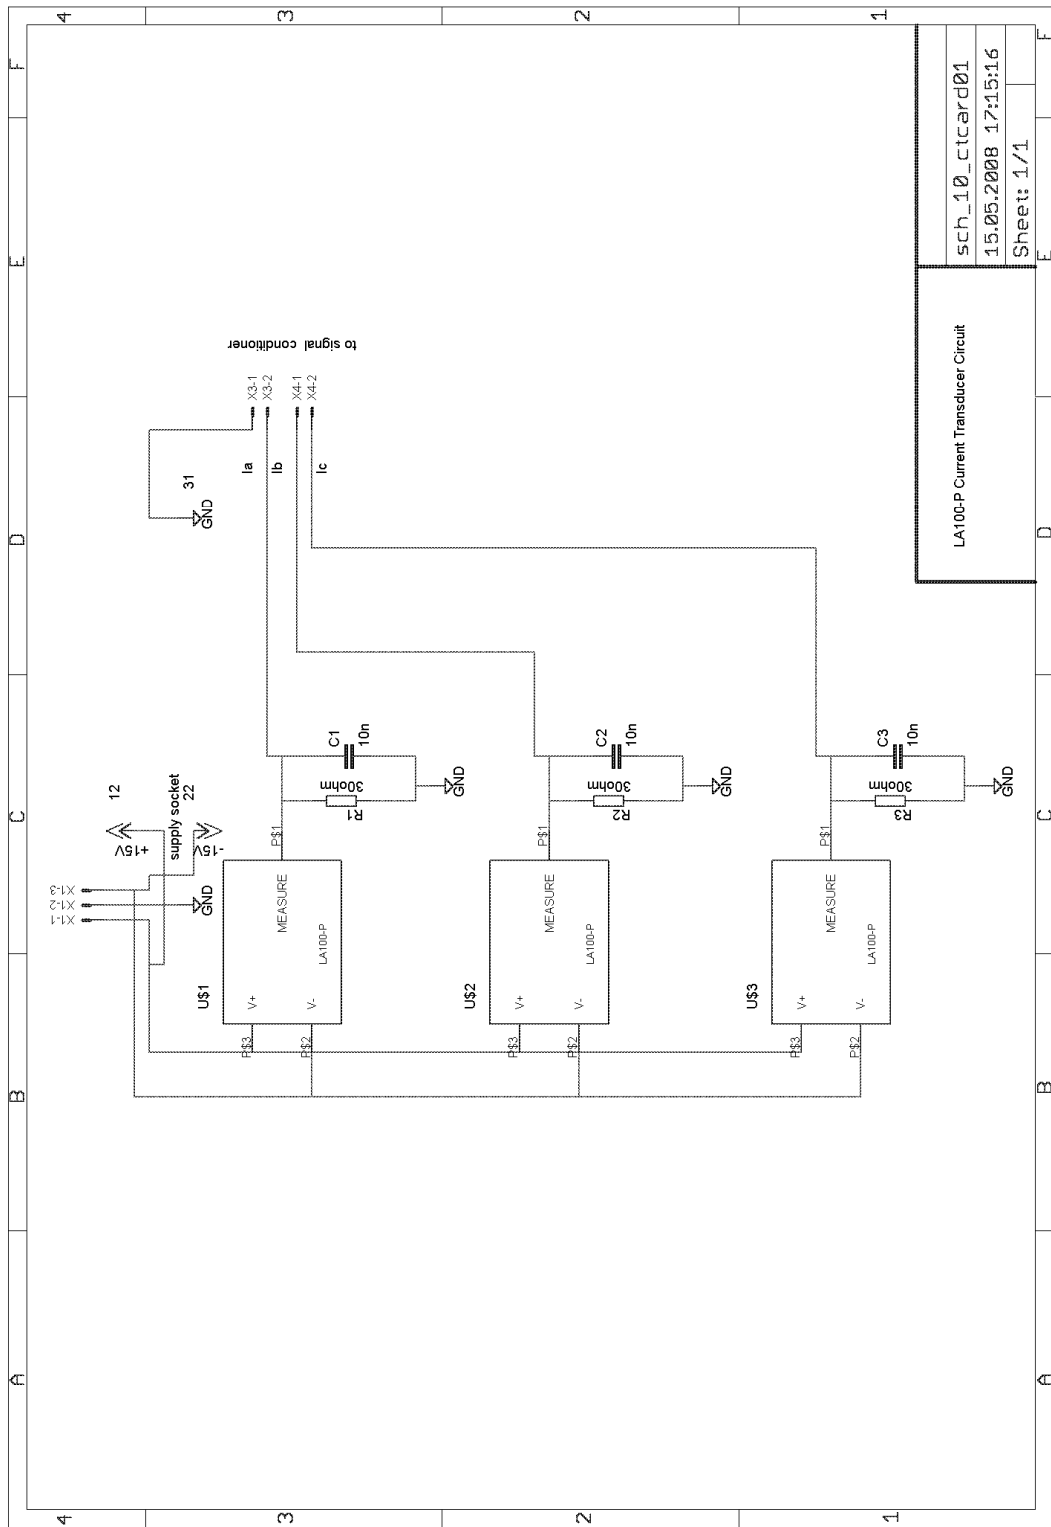 A
B
C
D
E
F
4
3
2
1
X1-1
X1-2
X1-3
+15V
12
supply socket
22
-15V
GND
31
GND
to signal conditioner
X3-1
X3-2
X4-1
X4-2
Ia
Ib
Ic
U$1
P$3
V+
P$2
V-
MEASURE
LA100-P
P$1
R1
30ohm
C1
10n
GND
U$2
P$3
V+
P$2
V-
MEASURE
LA100-P
P$1
R2
30ohm
C2
10n
GND
U$3
P$3
V+
P$2
V-
MEASURE
LA100-P
P$1
R3
30ohm
C3
10n
GND
LA100-P Current Transducer Circuit
sch_10_ctcard01
15.05.2008 17:15:16
Sheet: 1/1
4
3
2
1
A
B
C
D
E
F